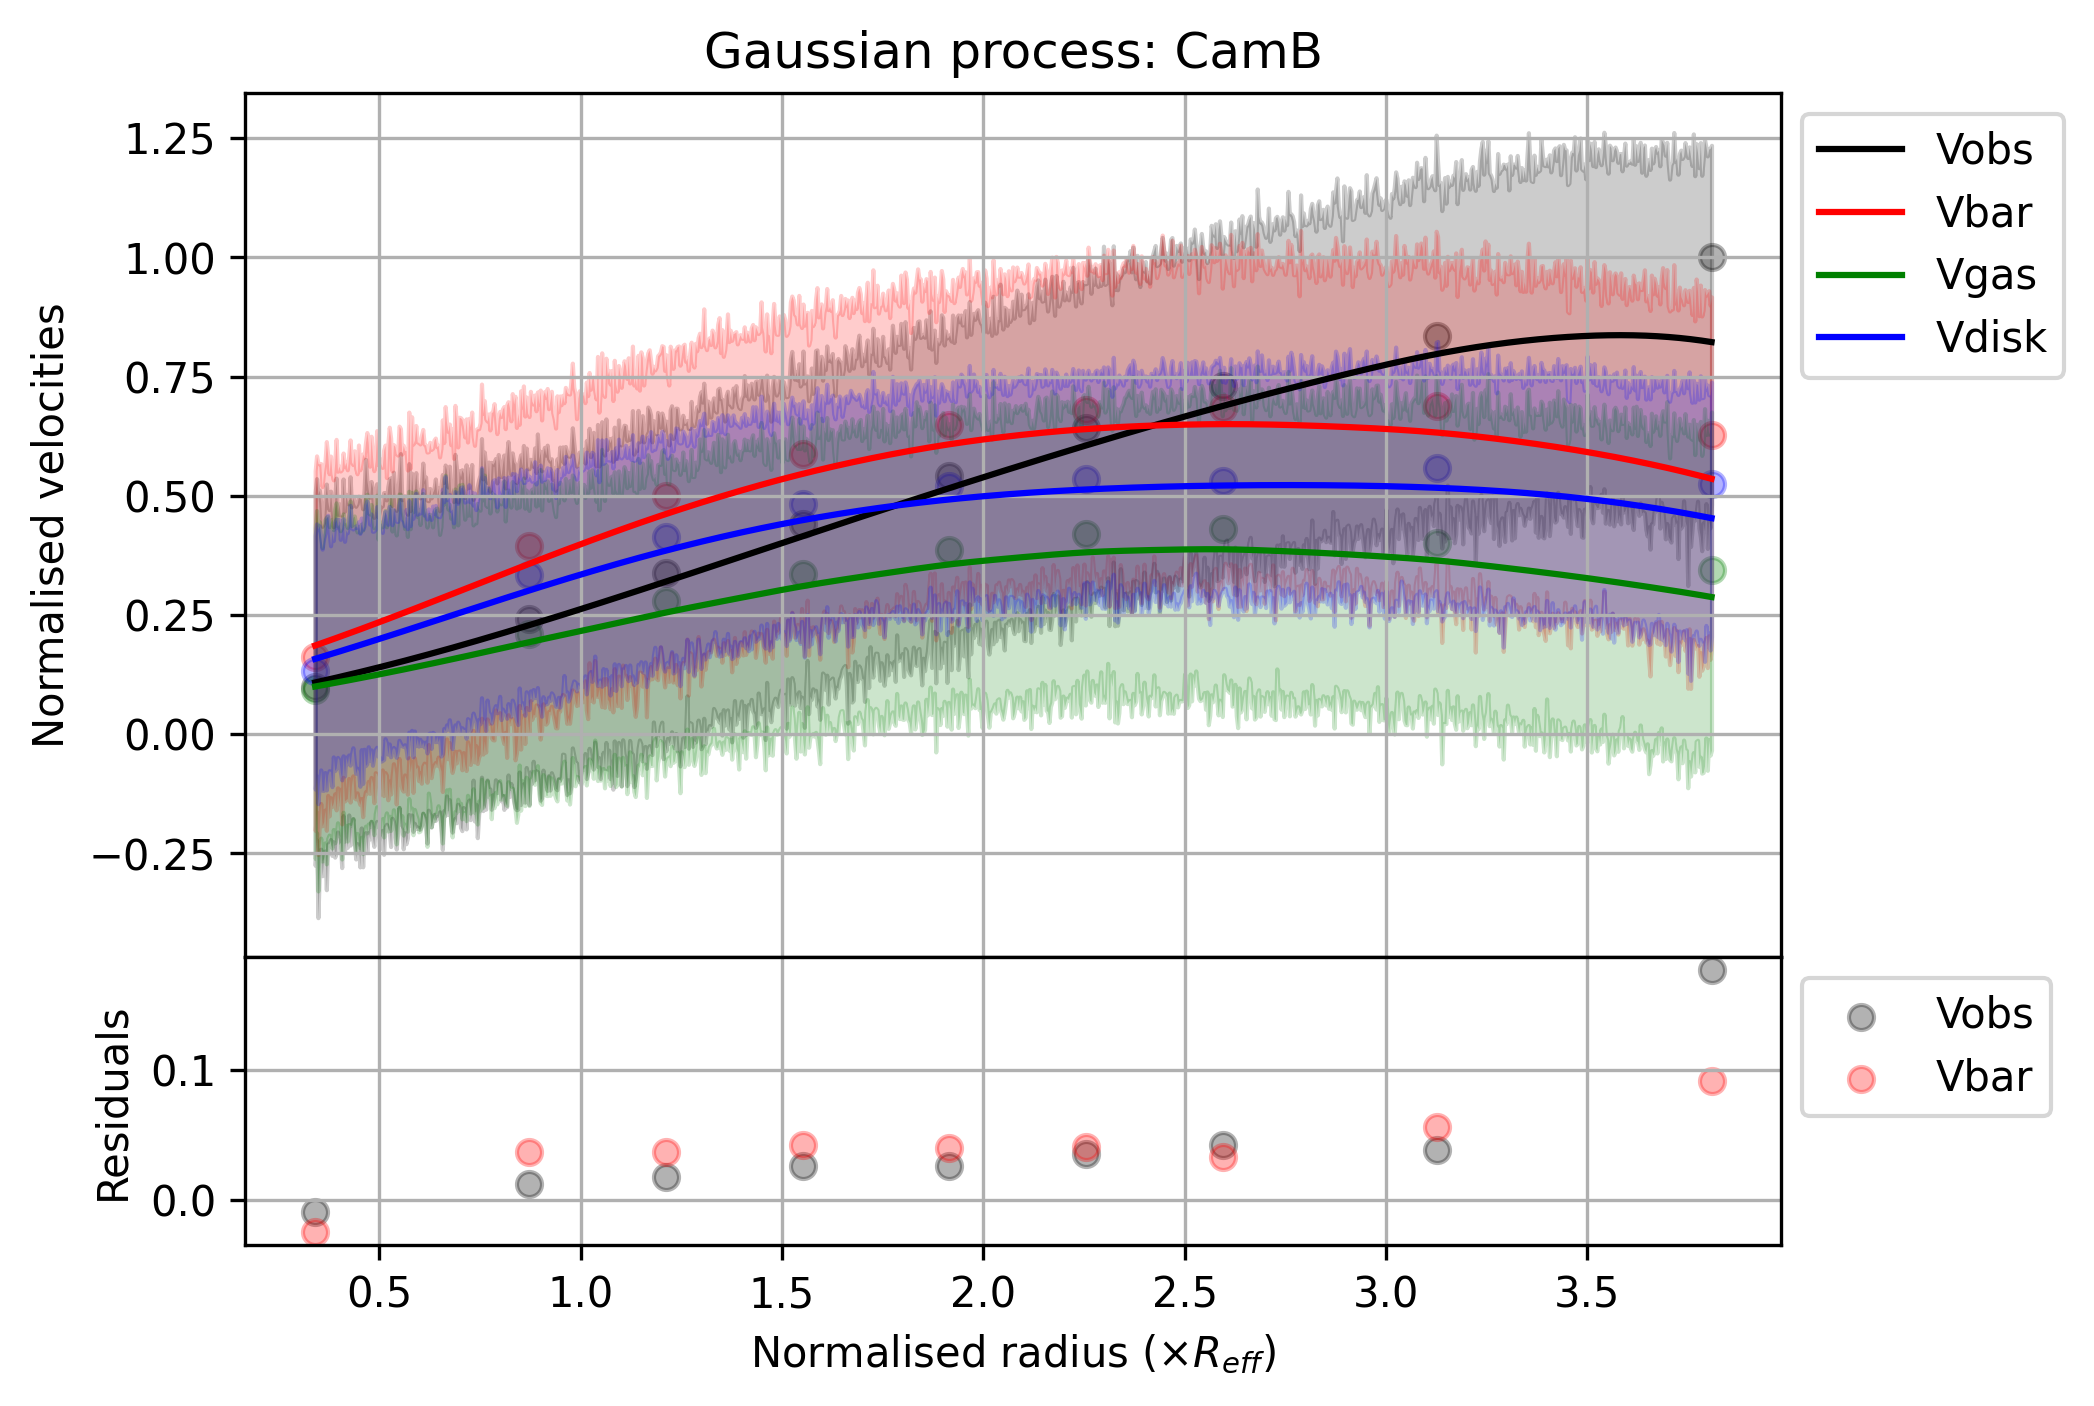 Gaussian process: CamB
Normalised velocities
1.25
1.00
0.75
0.50
0.25
0.00
−0.25
Vobs
Vbar
Vgas
Vdisk
Residuals
0.1
0.0
Vobs
Vbar
0.5 1.0 1.5 2.0 2.5 3.0 3.5
Normalised radius (×R_eff)